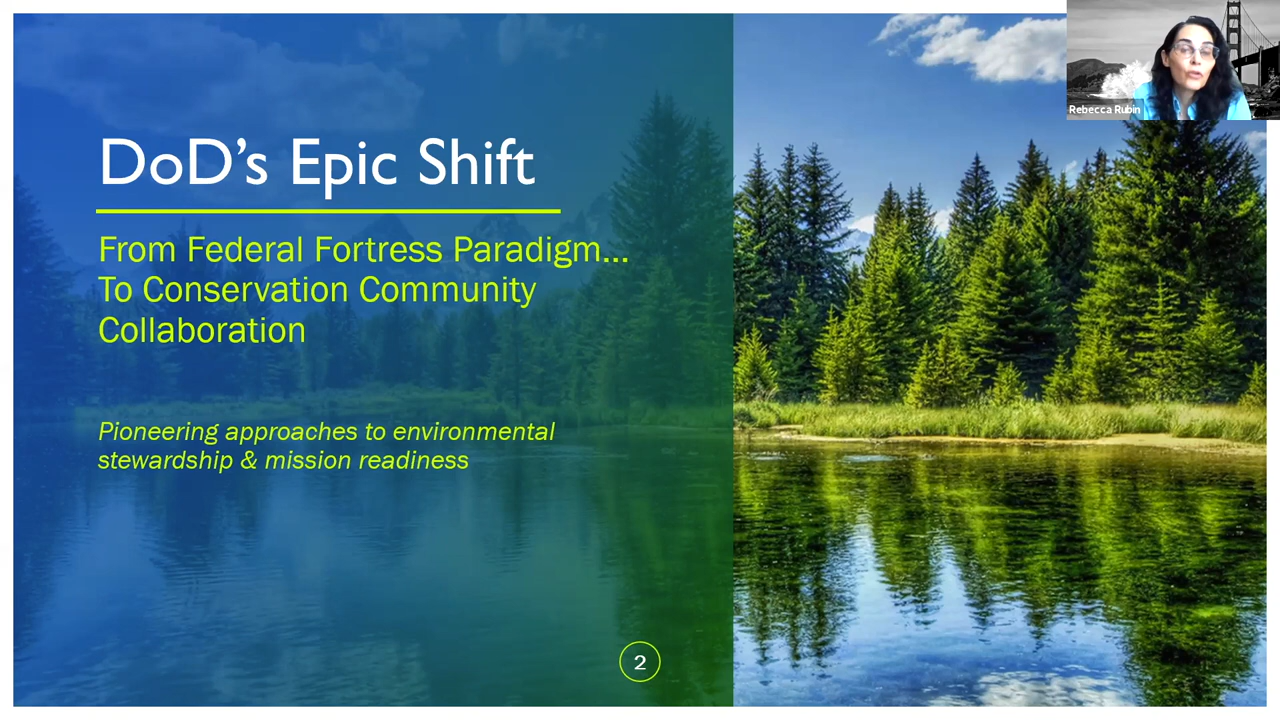 DoD’s Epic Shift
From Federal Fortress Paradigm...
To Conservation Community
Collaboration
Pioneering approaches to environmental
stewardship & mission readiness
2
Rebecca Rubin